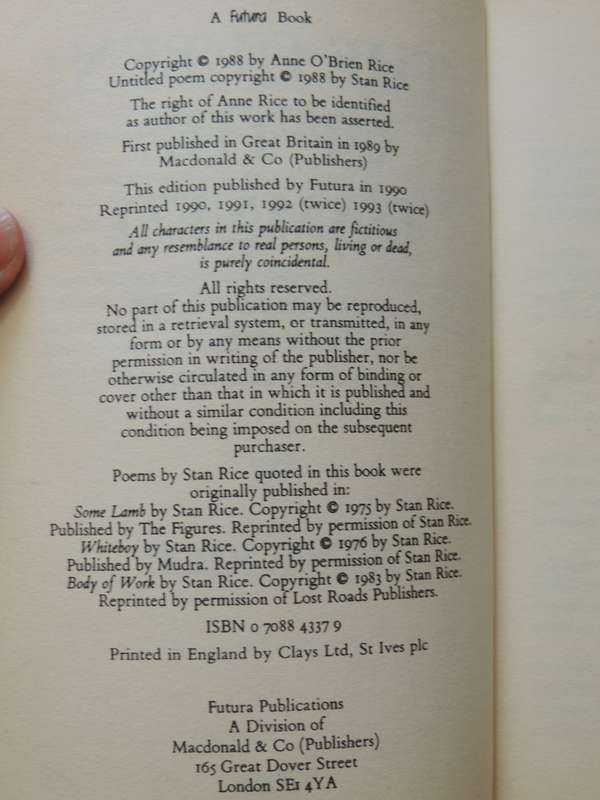 A Futura Book
Copyright © 1988 by Anne O'Brien Rice
Untitled poem copyright © 1988 by Stan Rice
The right of Anne Rice to be identified
as author of this work has been asserted.
First published in Great Britain in 1989 by
Macdonald & Co (Publishers)
This edition published by Futura in 1990
Reprinted 1990, 1991, 1992 (twice) 1993 (twice)
All characters in this publication are fictitious
and any resemblance to real persons, living or dead,
is purely coincidental.
All rights reserved.
No part of this publication may be reproduced,
stored in a retrieval system, or transmitted, in any
form or by any means without the prior
permission in writing of the publisher, nor be
otherwise circulated in any form of binding or
cover other than that in which it is published and
without a similar condition including this
condition being imposed on the subsequent
purchaser.
Poems by Stan Rice quoted in this book were
originally published in:
Some Lamb by Stan Rice. Copyright © 1975 by Stan Rice.
Published by The Figures. Reprinted by permission of Stan Rice.
Whiteboy by Stan Rice. Copyright © 1976 by Stan Rice.
Published by Mudra. Reprinted by permission of Stan Rice.
Body of Work by Stan Rice. Copyright © 1983 by Stan Rice.
Reprinted by permission of Lost Roads Publishers.
ISBN 0 7088 4337 9
Printed in England by Clays Ltd, St Ives plc
Futura Publications
A Division of
Macdonald & Co (Publishers)
165 Great Dover Street
London SE1 4YA